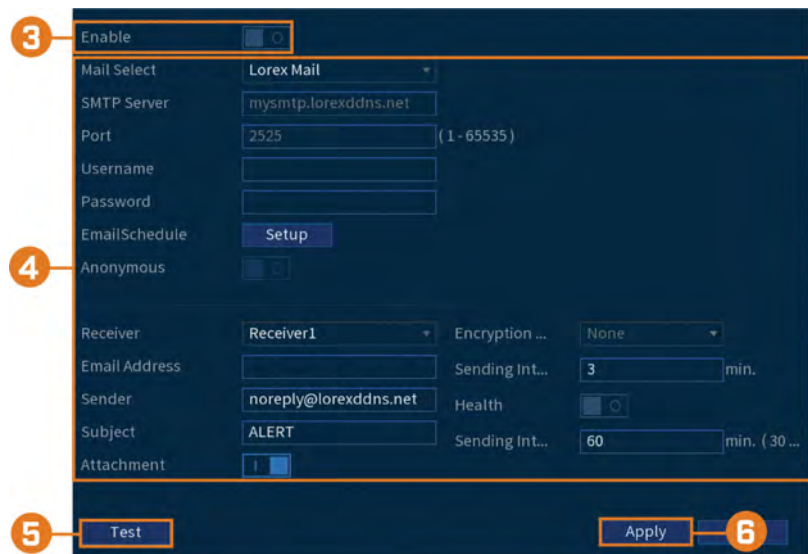 3 Enable
Mail Select Lorex Mail
SMTP Server mysmtp.lorexddns.net
Port 2525 (1-65535)
Username
Password
EmailSchedule Setup
4 Anonymous
Receiver Receiver1 Encryption ... None
Email Address Sending Int... 3 min.
Sender noreply@lorexddns.net Health
Subject ALERT Sending Int... 60 min. (30 ...
Attachment
5 Test Apply 6